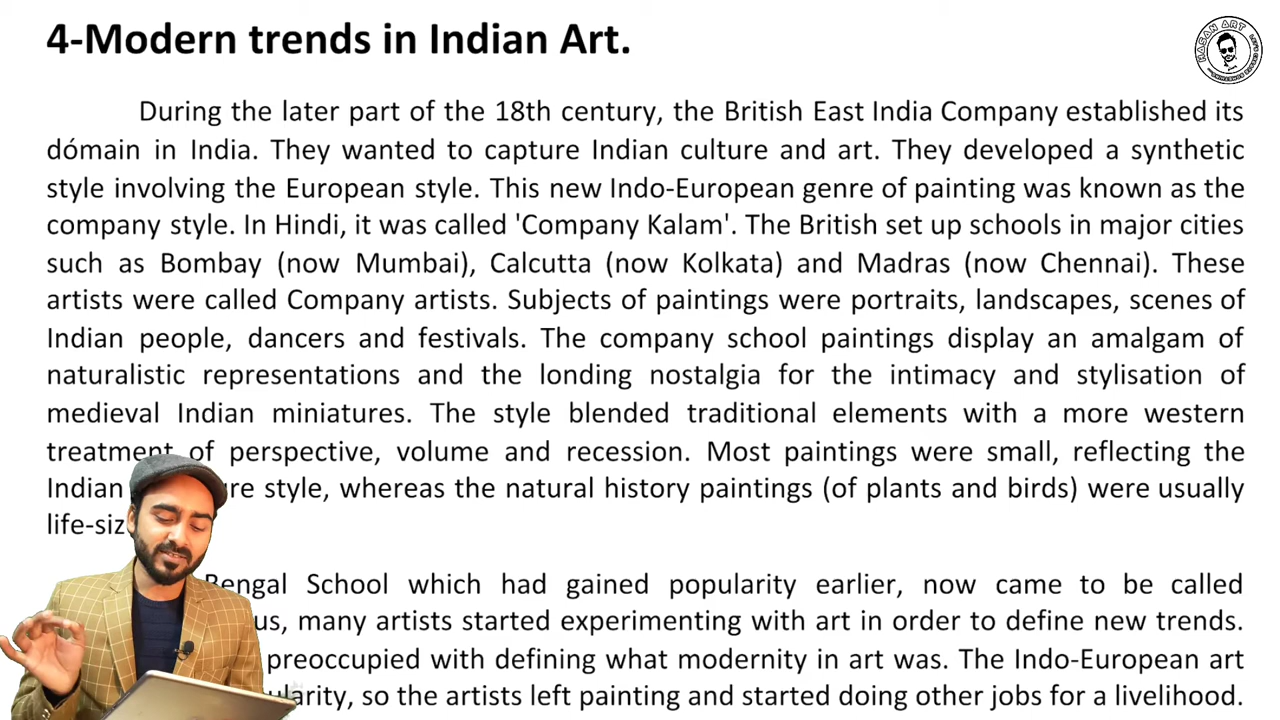 4-Modern trends in Indian Art.
HASAN ART
During the later part of the 18th century, the British East India Company established its
dómain in India. They wanted to capture Indian culture and art. They developed a synthetic
style involving the European style. This new Indo-European genre of painting was known as the
company style. In Hindi, it was called 'Company Kalam'. The British set up schools in major cities
such as Bombay (now Mumbai), Calcutta (now Kolkata) and Madras (now Chennai). These
artists were called Company artists. Subjects of paintings were portraits, landscapes, scenes of
Indian people, dancers and festivals. The company school paintings display an amalgam of
naturalistic representations and the londing nostalgia for the intimacy and stylisation of
medieval Indian miniatures. The style blended traditional elements with a more western
treatment of perspective, volume and recession. Most paintings were small, reflecting the
Indian re style, whereas the natural history paintings (of plants and birds) were usually
life-siz
Bengal School which had gained popularity earlier, now came to be called
us, many artists started experimenting with art in order to define new trends.
preoccupied with defining what modernity in art was. The Indo-European art
ularity, so the artists left painting and started doing other jobs for a livelihood.